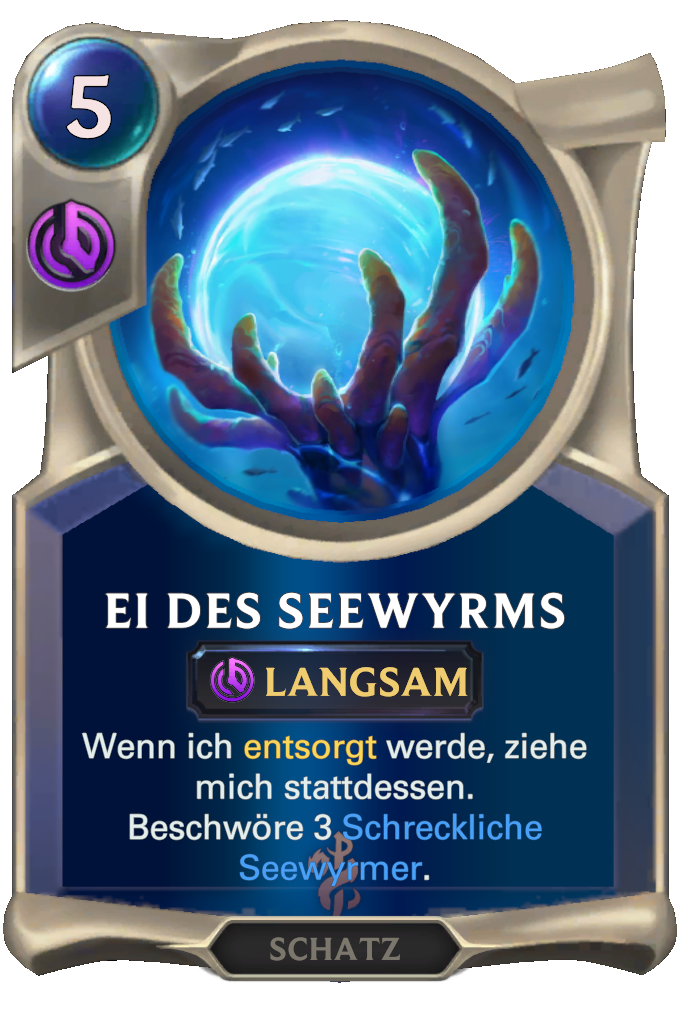 5
EI DES SEEWYRMS
LANGSAM
Wenn ich entsorgt werde, ziehe
mich stattdessen.
Beschwöre 3 Schreckliche
Seewyrmer.
SCHATZ